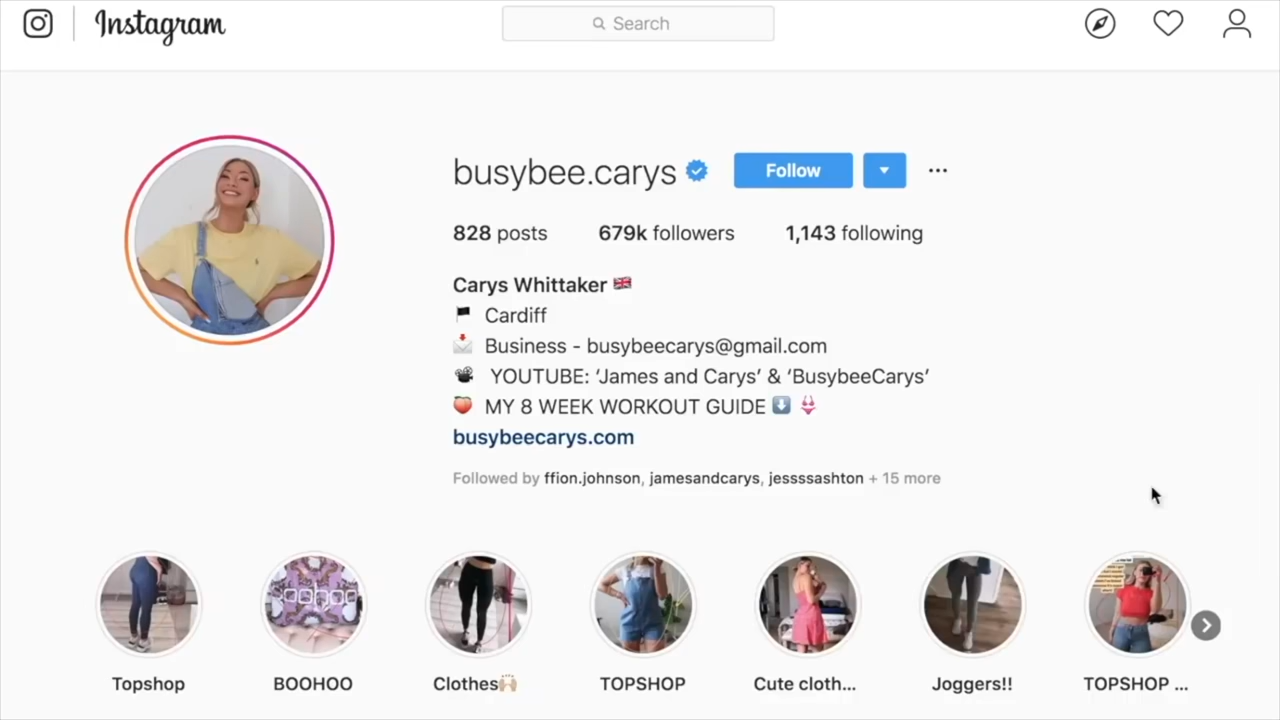 Instagram
Search
busybee.carys
Follow
828 posts 679k followers 1,143 following
Carys Whittaker 🇬🇧
🏴 Cardiff
📩 Business - busybeecarys@gmail.com
📽 YOUTUBE: ‘James and Carys’ & ‘BusybeeCarys’
🍑 MY 8 WEEK WORKOUT GUIDE ⬇️ 👙
busybeecarys.com
Followed by ffion.johnson, jamesandcarys, jessssashton + 15 more
boohoo
Topshop BOOHOO Clothes🙌🏼 TOPSHOP Cute cloth... Joggers!! TOPSHOP ...